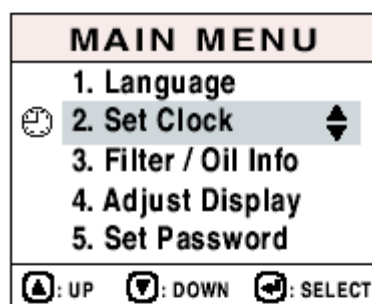 MAIN MENU
1. Language
2. Set Clock
3. Filter / Oil Info
4. Adjust Display
5. Set Password
: UP : DOWN : SELECT